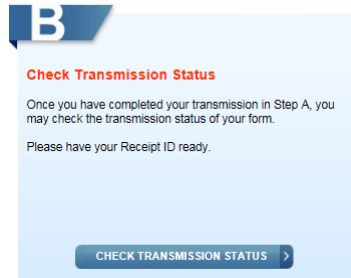 B
Check Transmission Status
Once you have completed your transmission in Step A, you
may check the transmission status of your form.
Please have your Receipt ID ready.
CHECK TRANSMISSION STATUS >